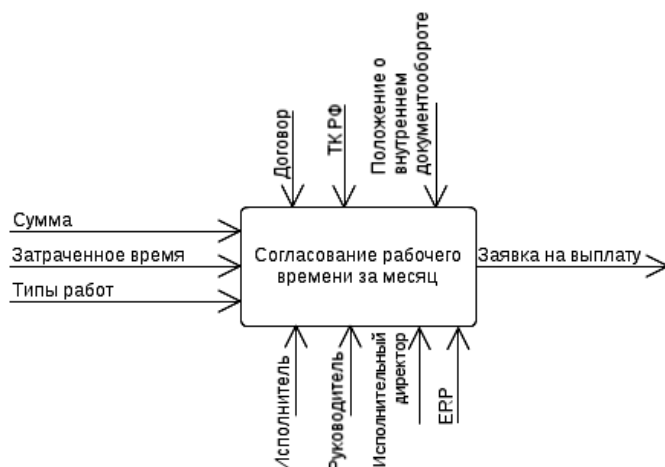 Договор
ТК РФ
Положение о
внутреннем
документообороте
Сумма
Затраченное время
Типы работ
Согласование рабочего
времени за месяц
Заявка на выплату
Исполнитель
Руководитель
Исполнительный
директор
ERP